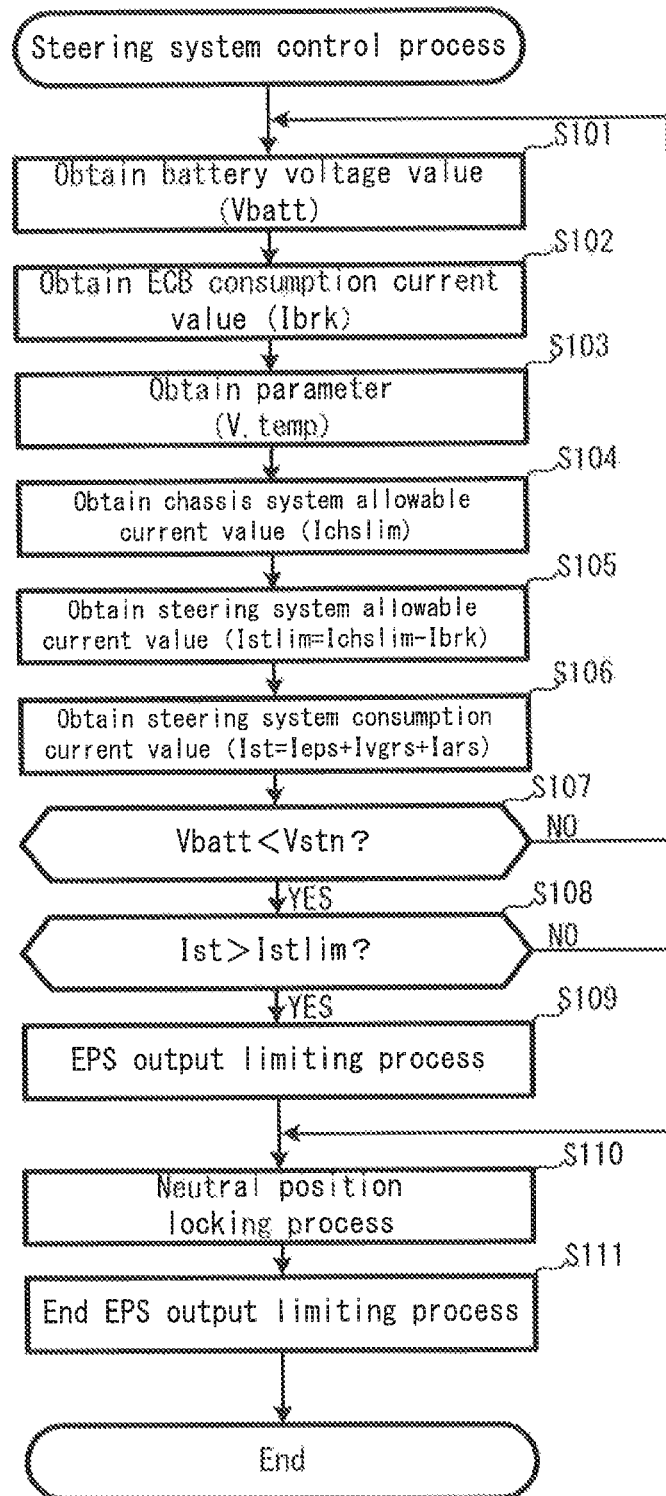 Steering system control process
S101
Obtain battery voltage value
(Vbatt)
S102
Obtain ECB consumption current
value (Ibrk)
S103
Obtain parameter
(V,temp)
S104
Obtain chassis system allowable
current value (Ichslim)
S105
Obtain steering system allowable
current value (Istlim=Ichslim-Ibrk)
S106
Obtain steering system consumption
current value (Ist=Ieps+Ivgrs+Iars)
S107
Vbatt<Vstn?
NO
YES
S108
Ist>Istlim?
NO
YES
S109
EPS output limiting process
S110
Neutral position
locking process
S111
End EPS output limiting process
End